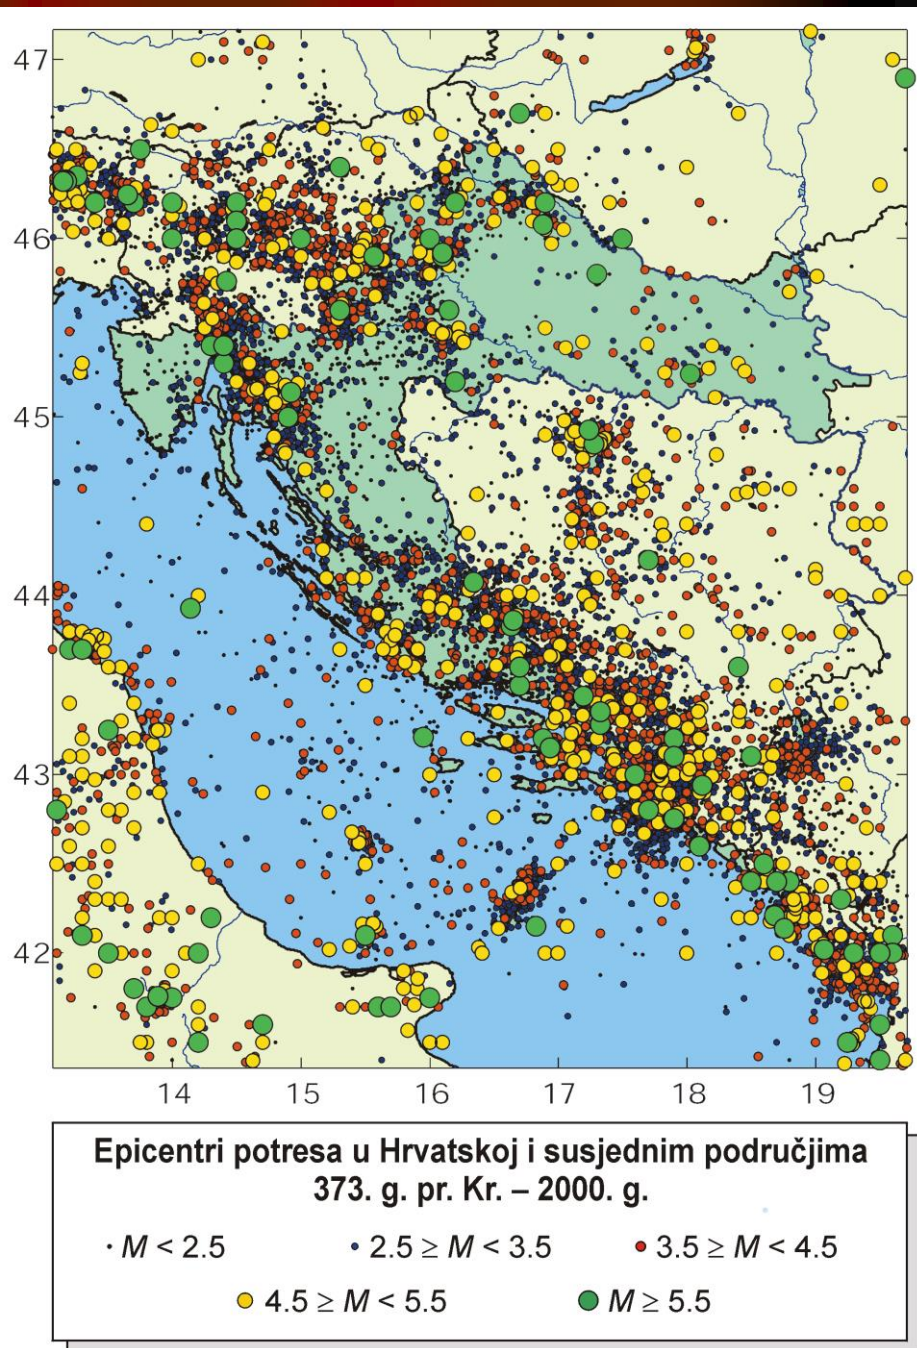 47
46
45
44
43
42
14 15 16 17 18 19
Epicentri potresa u Hrvatskoj i susjednim područjima
373. g. pr. Kr. – 2000. g.
M < 2.5 2.5 ≥ M < 3.5 3.5 ≥ M < 4.5
4.5 ≥ M < 5.5 M ≥ 5.5